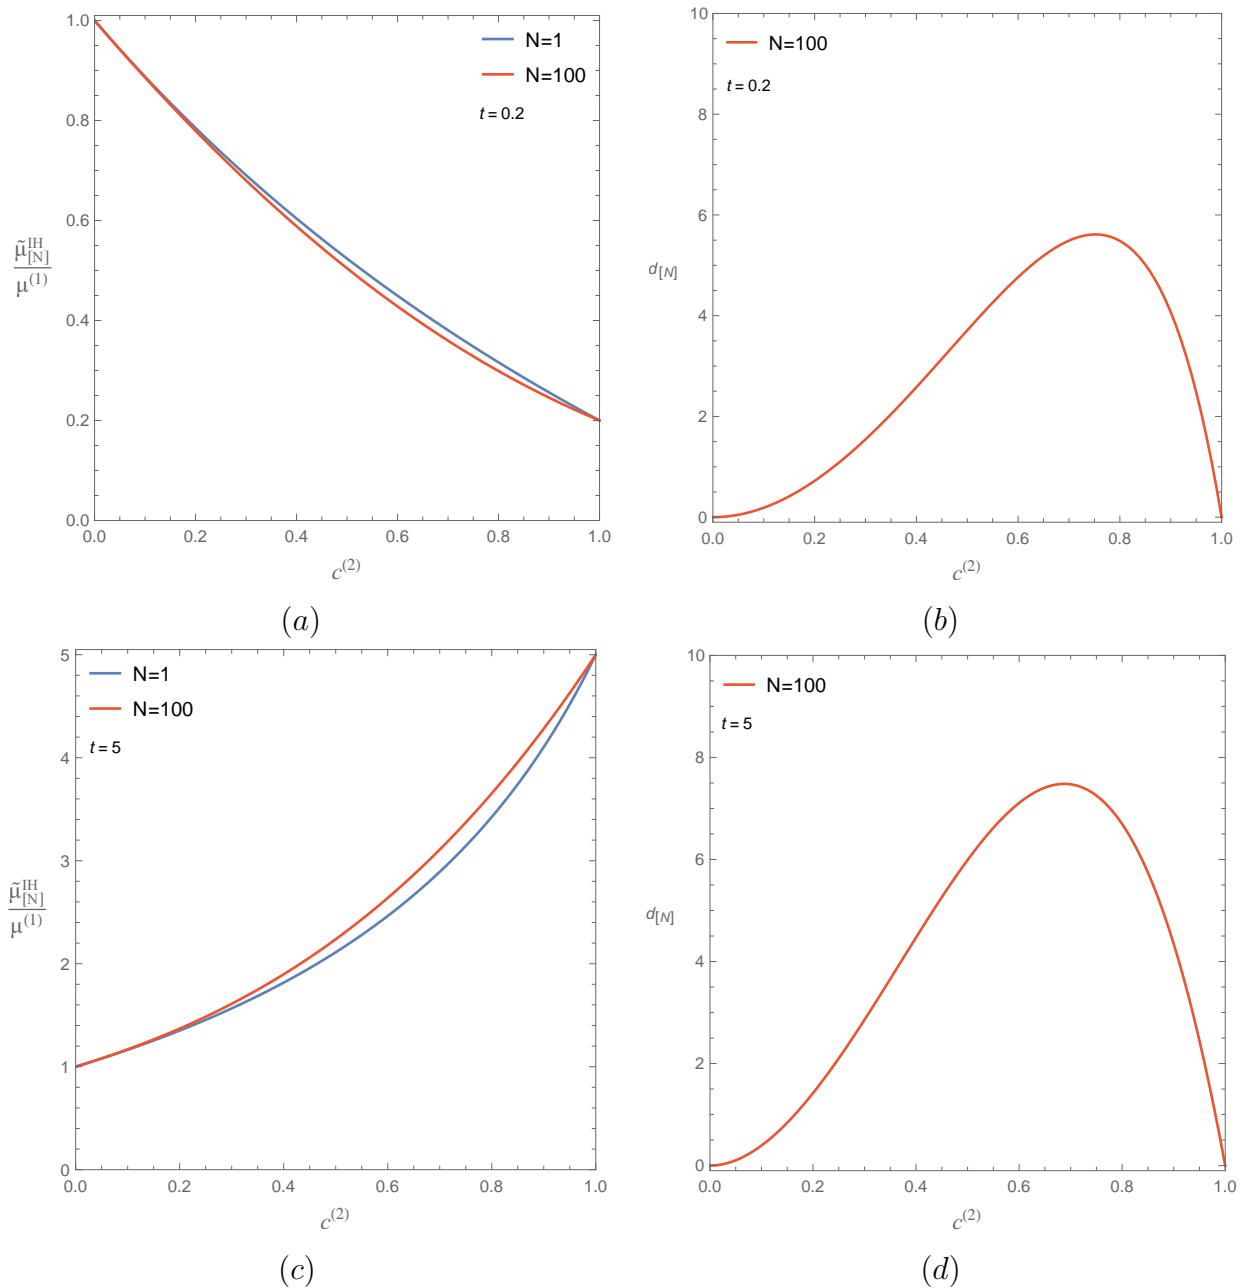 1.0
0.8
0.6
0.4
0.2
0.0
0.0 0.2 0.4 0.6 0.8 1.0
N=1
N=100
t = 0.2
μ̃^IH_[N]
μ^(1)
c^(2)
(a)
10
8
6
4
2
0
0.0 0.2 0.4 0.6 0.8 1.0
N=100
t = 0.2
d_[N]
c^(2)
(b)
5
4
3
2
1
0
0.0 0.2 0.4 0.6 0.8 1.0
N=1
N=100
t = 5
μ̃^IH_[N]
μ^(1)
c^(2)
(c)
10
8
6
4
2
0
0.0 0.2 0.4 0.6 0.8 1.0
N=100
t = 5
d_[N]
c^(2)
(d)